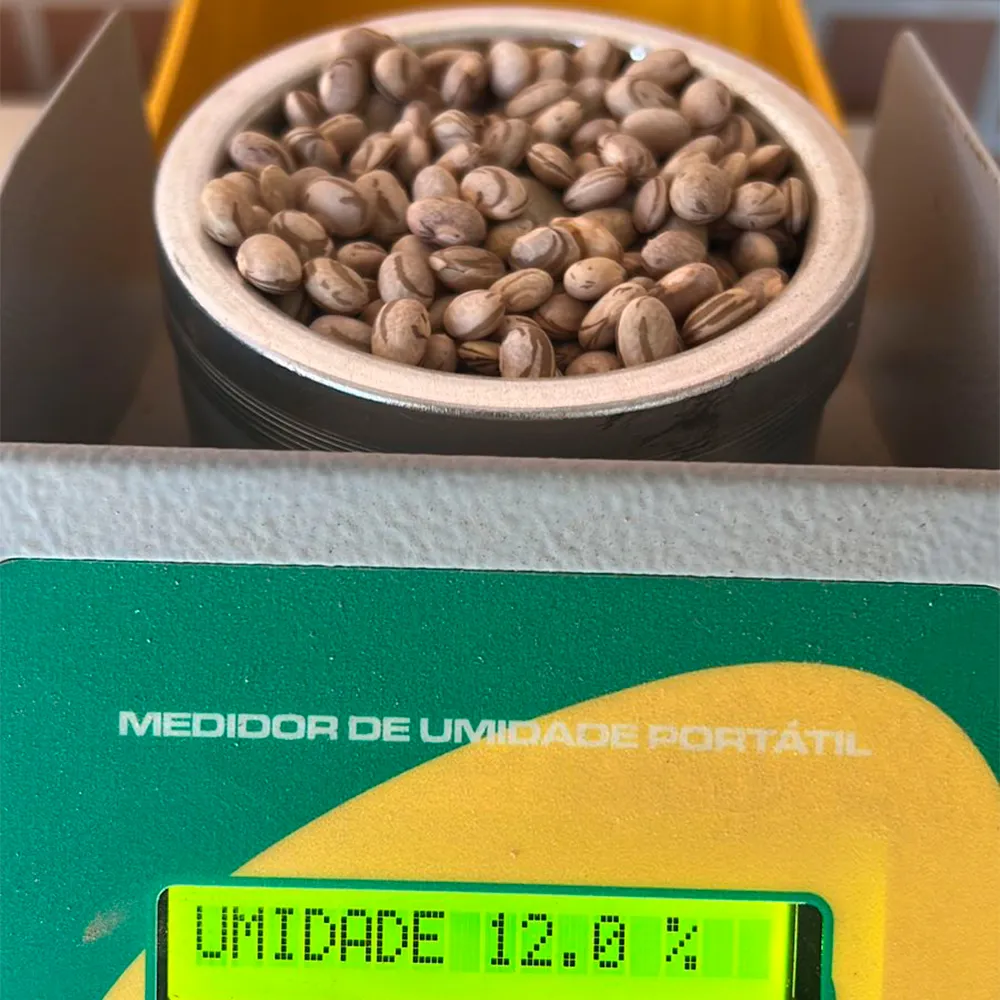 MEDIDOR DE UMIDADE PORTÁTIL
UMIDADE 12.0 %